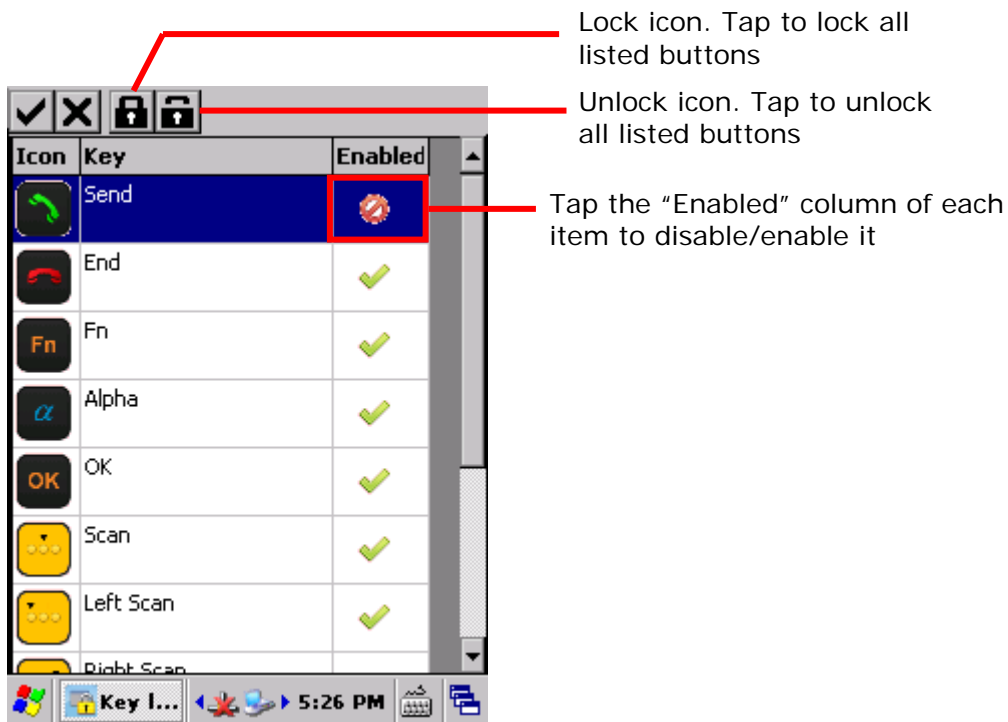 Lock icon. Tap to lock all
listed buttons
Unlock icon. Tap to unlock
all listed buttons
Icon Key Enabled
Send
Tap the “Enabled” column of each
item to disable/enable it
End
Fn Fn
α Alpha
OK OK
Scan
Left Scan
Right Scan
Key l... 5:26 PM